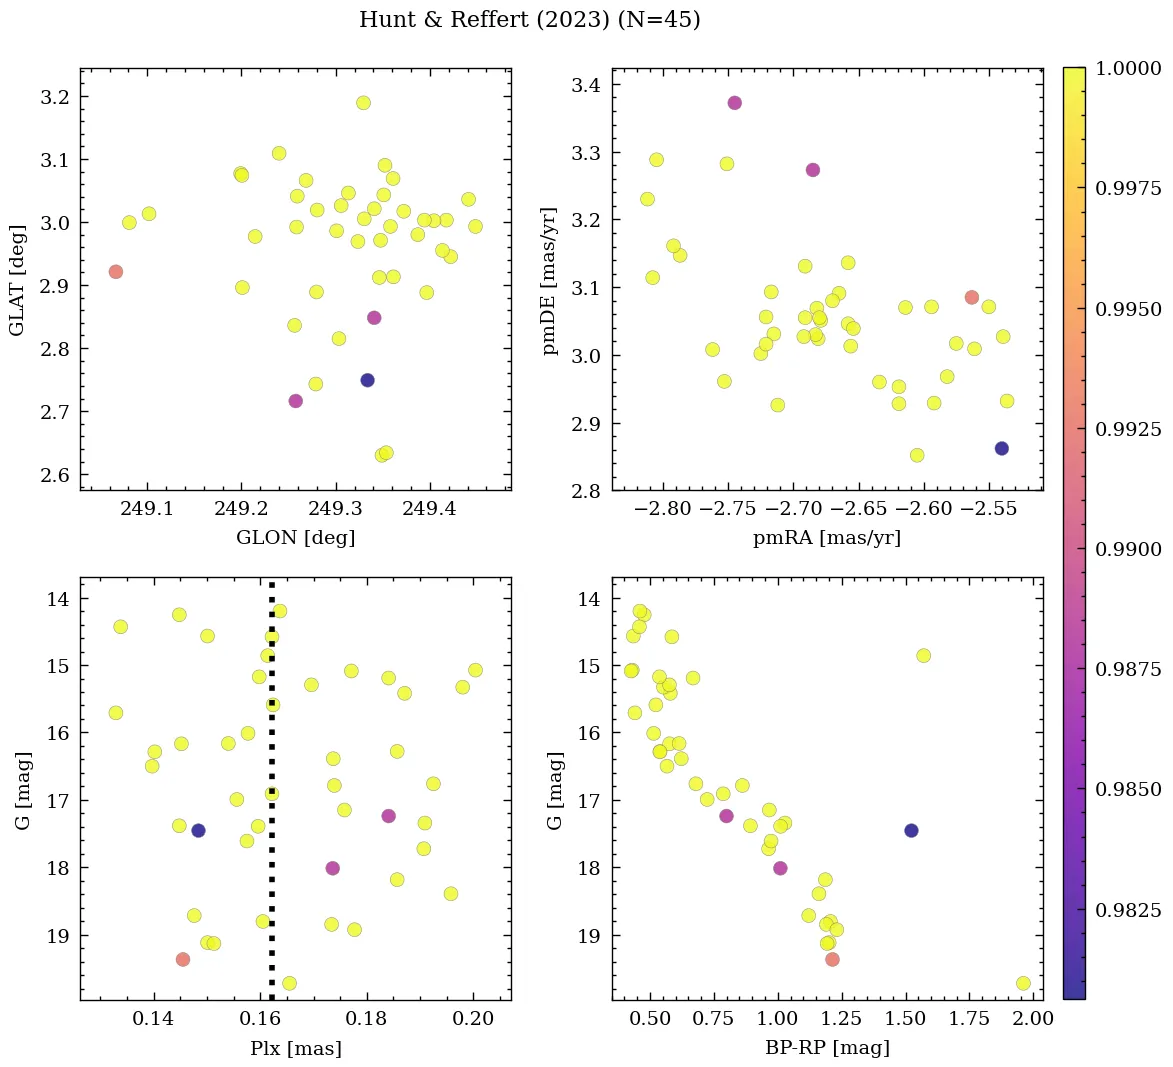 Hunt & Reffert (2023) (N=45)
3.2
3.1
3.0
2.9
2.8
2.7
2.6
GLAT [deg]
249.1 249.2 249.3 249.4
GLON [deg]
3.4
3.3
3.2
3.1
3.0
2.9
2.8
pmDE [mas/yr]
−2.80 −2.75 −2.70 −2.65 −2.60 −2.55
pmRA [mas/yr]
14
15
16
17
18
19
G [mag]
0.14 0.16 0.18 0.20
Plx [mas]
14
15
16
17
18
19
G [mag]
0.50 0.75 1.00 1.25 1.50 1.75 2.00
BP-RP [mag]
1.0000
0.9975
0.9950
0.9925
0.9900
0.9875
0.9850
0.9825